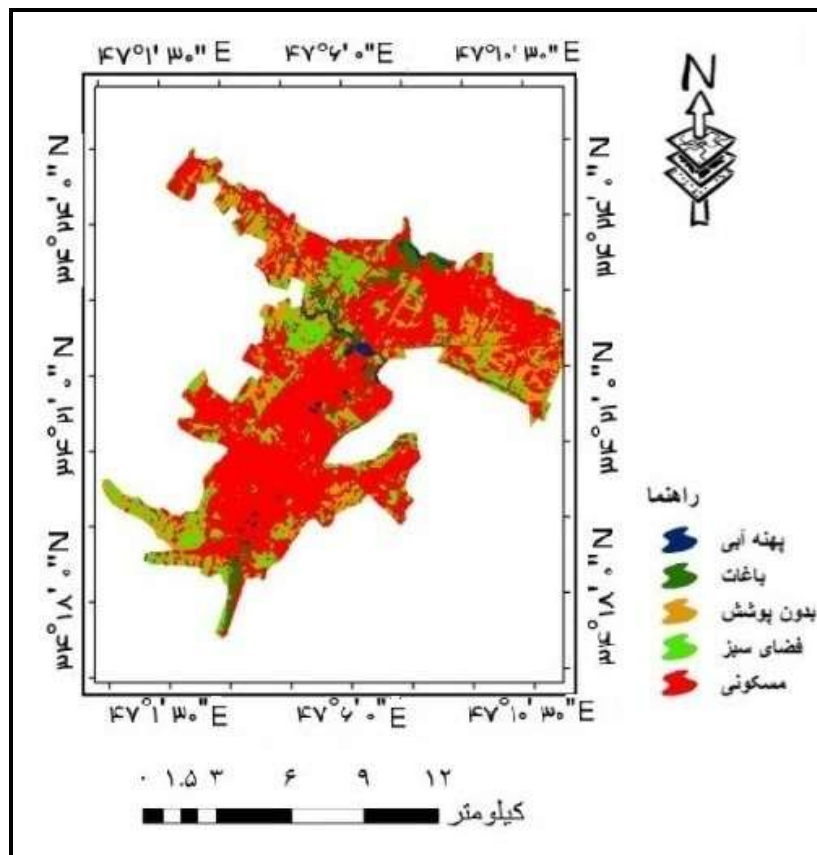 ۴۷°۱' ۳۰" E ۴۷°۶' ۰" E ۴۷°۱۰' ۳۰" E
N
۳۴°۲۴' ۰" N ۳۴°۲۴' ۰" N
۳۴°۲۱' ۰" N ۳۴°۲۱' ۰" N
۳۴°۱۸' ۰" N ۳۴°۱۸' ۰" N
راهنما
پهنه آبی
باغات
بدون پوشش
فضای سبز
مسکونی
۴۷°۱' ۳۰" E ۴۷°۶' ۰" E ۴۷°۱۰' ۳۰" E
۰ ۱.۵ ۳ ۶ ۹ ۱۲
کیلومتر